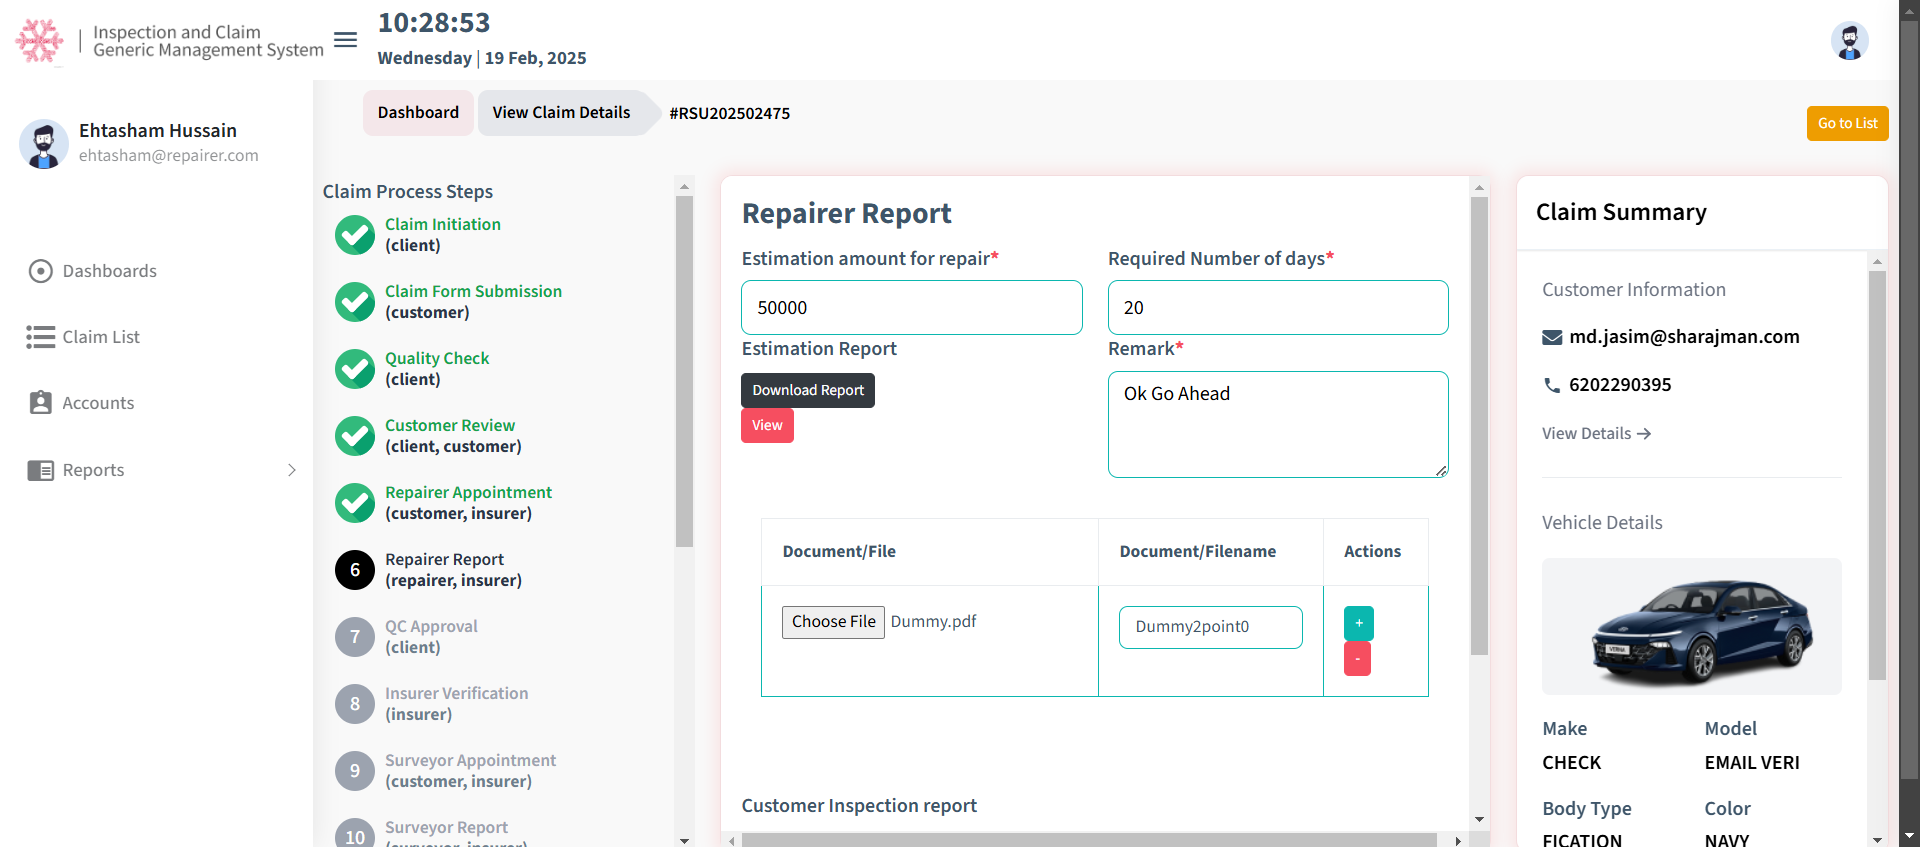 Inspection and Claim
Generic Management System
10:28:53
Wednesday | 19 Feb, 2025
Ehtasham Hussain
ehtasham@repairer.com
Dashboards
Claim List
Accounts
Reports
Dashboard
View Claim Details
#RSU202502475
Go to List
Claim Process Steps
Claim Initiation
(client)
Claim Form Submission
(customer)
Quality Check
(client)
Customer Review
(client, customer)
Repairer Appointment
(customer, insurer)
6
Repairer Report
(repairer, insurer)
7
QC Approval
(client)
8
Insurer Verification
(insurer)
9
Surveyor Appointment
(customer, insurer)
10
Surveyor Report
(surveyor, insurer)
Repairer Report
Estimation amount for repair*
50000
Required Number of days*
20
Estimation Report
Download Report
View
Remark*
Ok Go Ahead
Document/File
Document/Filename
Actions
Choose File Dummy.pdf
Dummy2point0
+
-
Customer Inspection report
Claim Summary
Customer Information
md.jasim@sharajman.com
6202290395
View Details →
Vehicle Details
VERNA
Make
Model
CHECK
EMAIL VERI
Body Type
Color
FICATION
NAVY